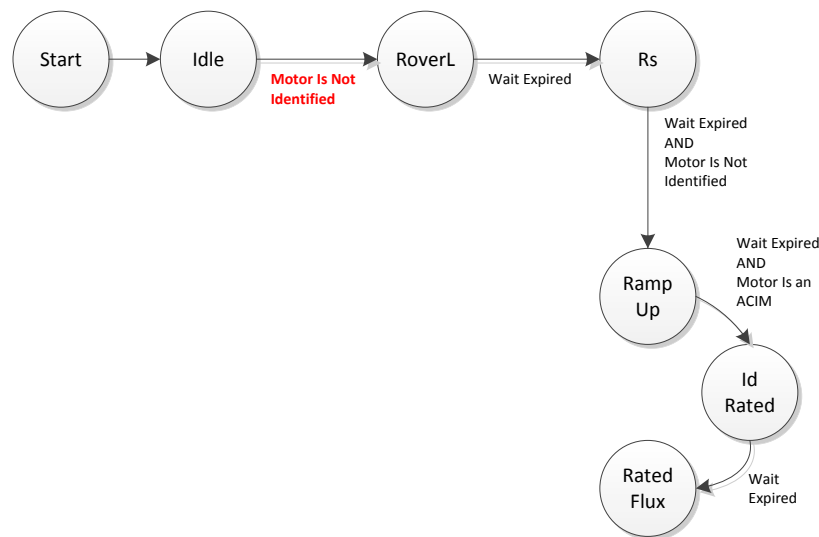 Start
Idle
Motor Is Not
Identified
RoverL
Wait Expired
Rs
Wait Expired
AND
Motor Is Not
Identified
Ramp
Up
Wait Expired
AND
Motor Is an
ACIM
Id
Rated
Wait
Expired
Rated
Flux